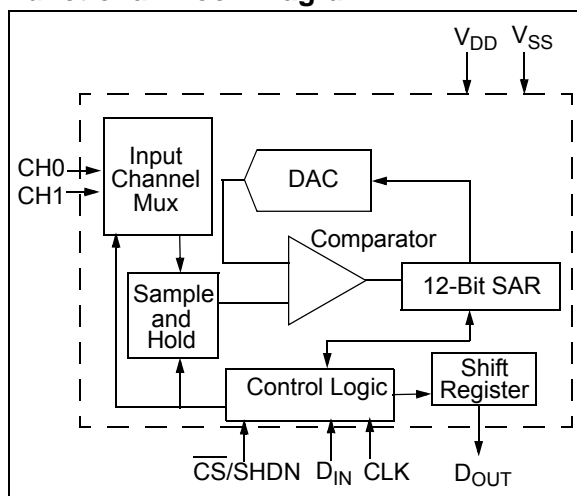 V_DD V_SS
CH0
CH1
Input
Channel
Mux
DAC
Comparator
Sample
and
Hold
12-Bit SAR
Control Logic
Shift
Register
C̅S̅/SHDN D_IN CLK D_OUT